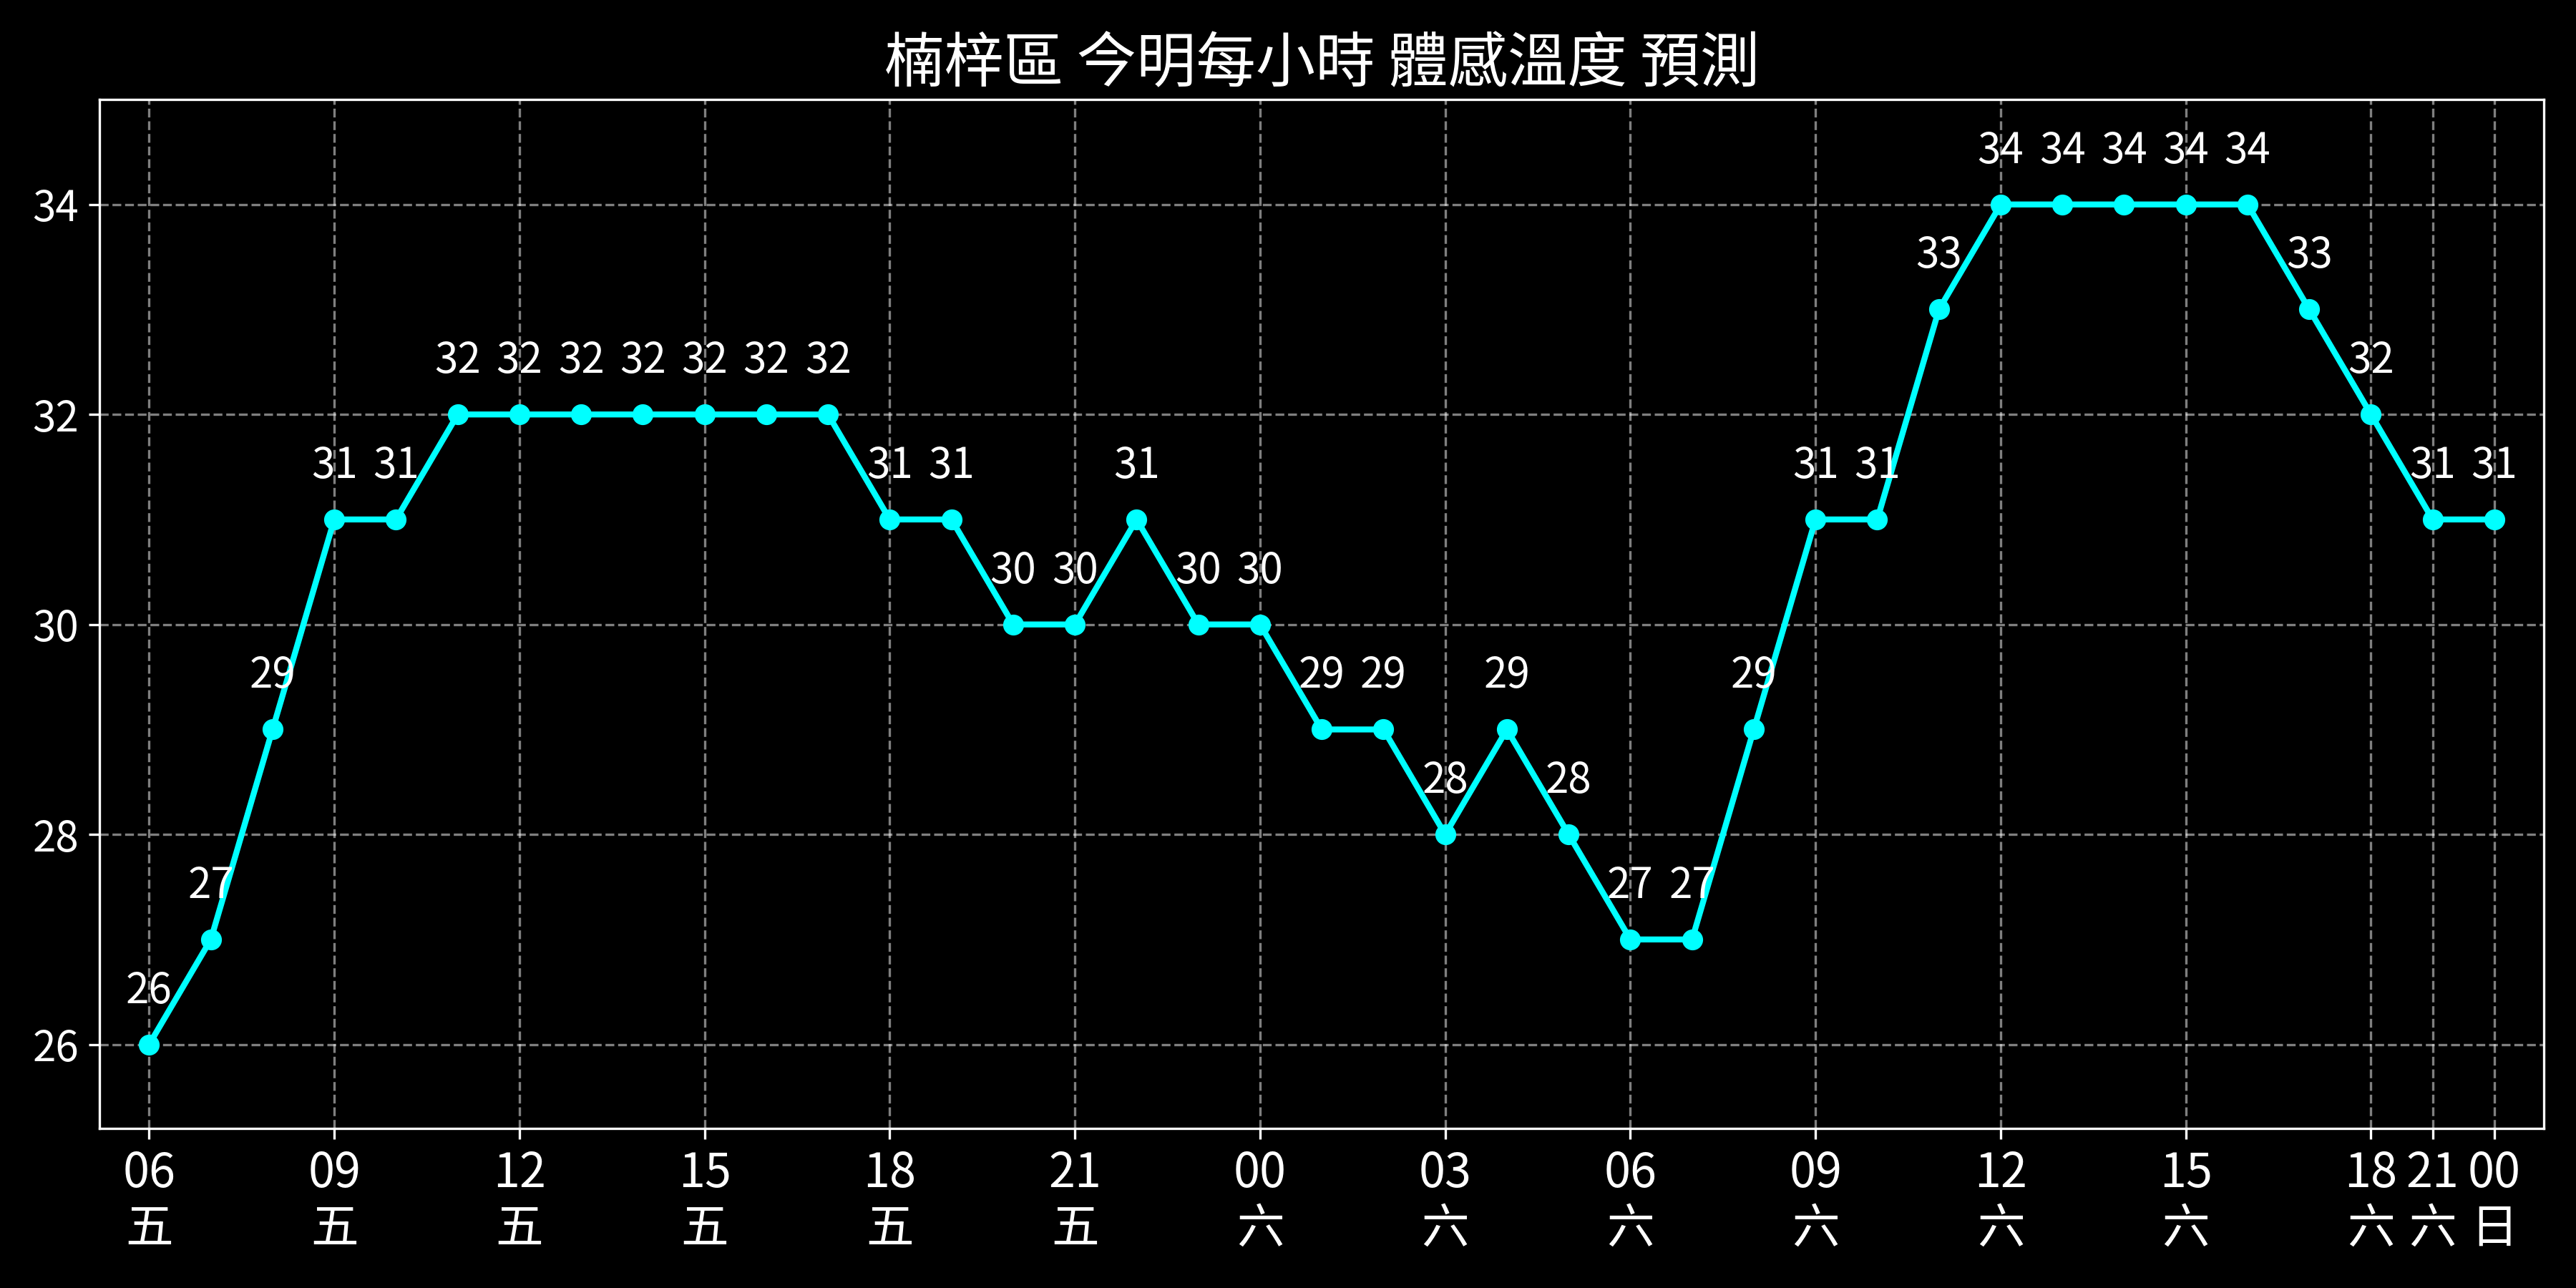 楠梓區 今明每小時 體感溫度 預測
34 34 34 34 34
34
33 33
32 32 32 32 32 32 32 32
32
31 31 31 31 31 31 31 31 31
30 30 30 30
30
29 29 29 29 29
28 28
28
27 27 27
26
26
06 09 12 15 18 21 00 03 06 09 12 15 18 21 00
五 五 五 五 五 五 六 六 六 六 六 六 六 六 日